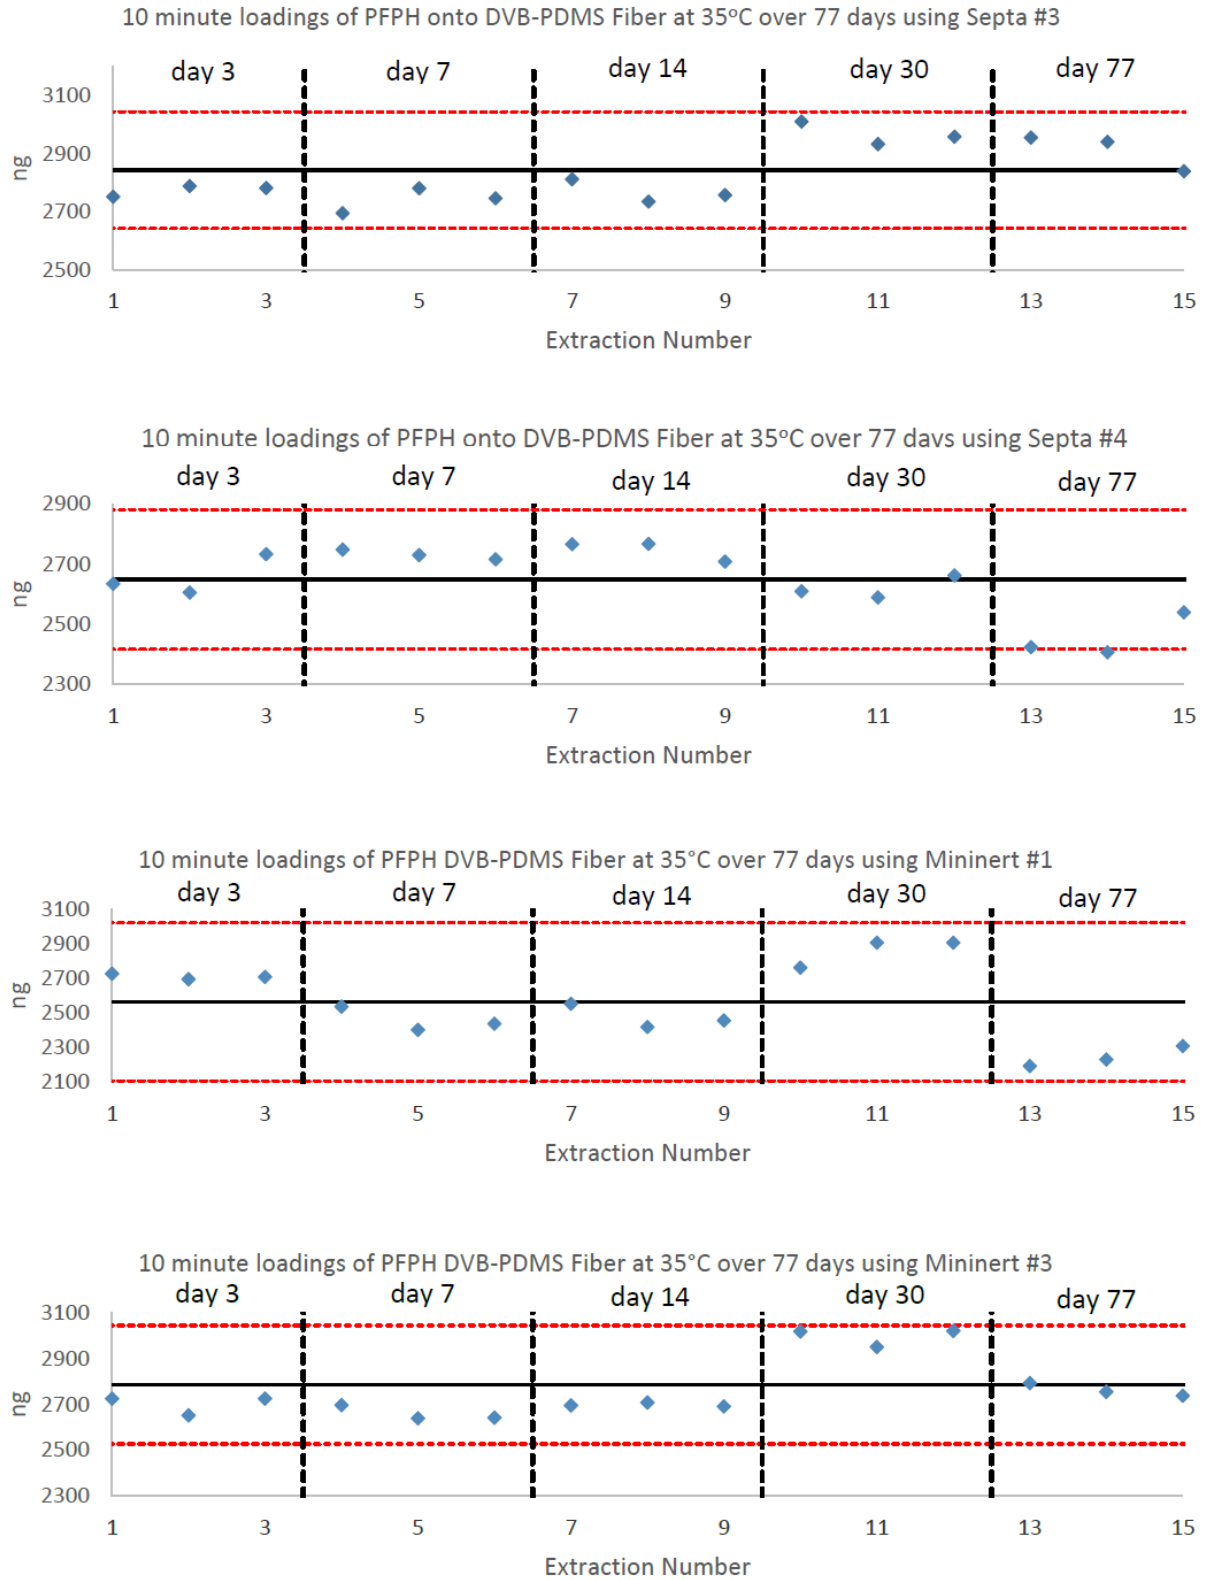 10 minute loadings of PFPH onto DVB-PDMS Fiber at 35°C over 77 days using Septa #3
day 3 day 7 day 14 day 30 day 77
3100
2900
2700
2500
ng
1 3 5 7 9 11 13 15
Extraction Number
10 minute loadings of PFPH onto DVB-PDMS Fiber at 35°C over 77 days using Septa #4
day 3 day 7 day 14 day 30 day 77
2900
2700
2500
2300
ng
1 3 5 7 9 11 13 15
Extraction Number
10 minute loadings of PFPH DVB-PDMS Fiber at 35°C over 77 days using Mininert #1
day 3 day 7 day 14 day 30 day 77
3100
2900
2700
2500
2300
2100
ng
1 3 5 7 9 11 13 15
Extraction Number
10 minute loadings of PFPH DVB-PDMS Fiber at 35°C over 77 days using Mininert #3
day 3 day 7 day 14 day 30 day 77
3100
2900
2700
2500
2300
ng
1 3 5 7 9 11 13 15
Extraction Number